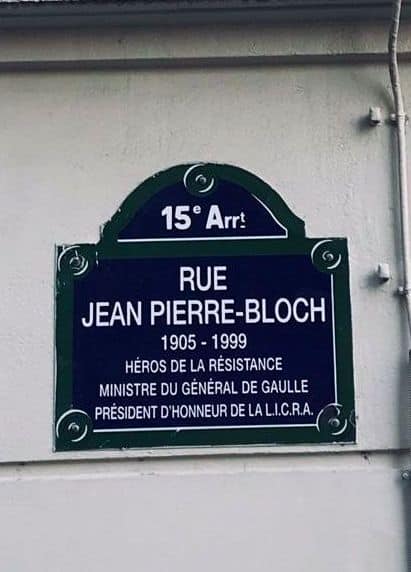 15e Arrt
RUE
JEAN PIERRE-BLOCH
1905 - 1999
HÉROS DE LA RÉSISTANCE
MINISTRE DU GÉNÉRAL DE GAULLE
PRÉSIDENT D'HONNEUR DE LA L.I.C.R.A.